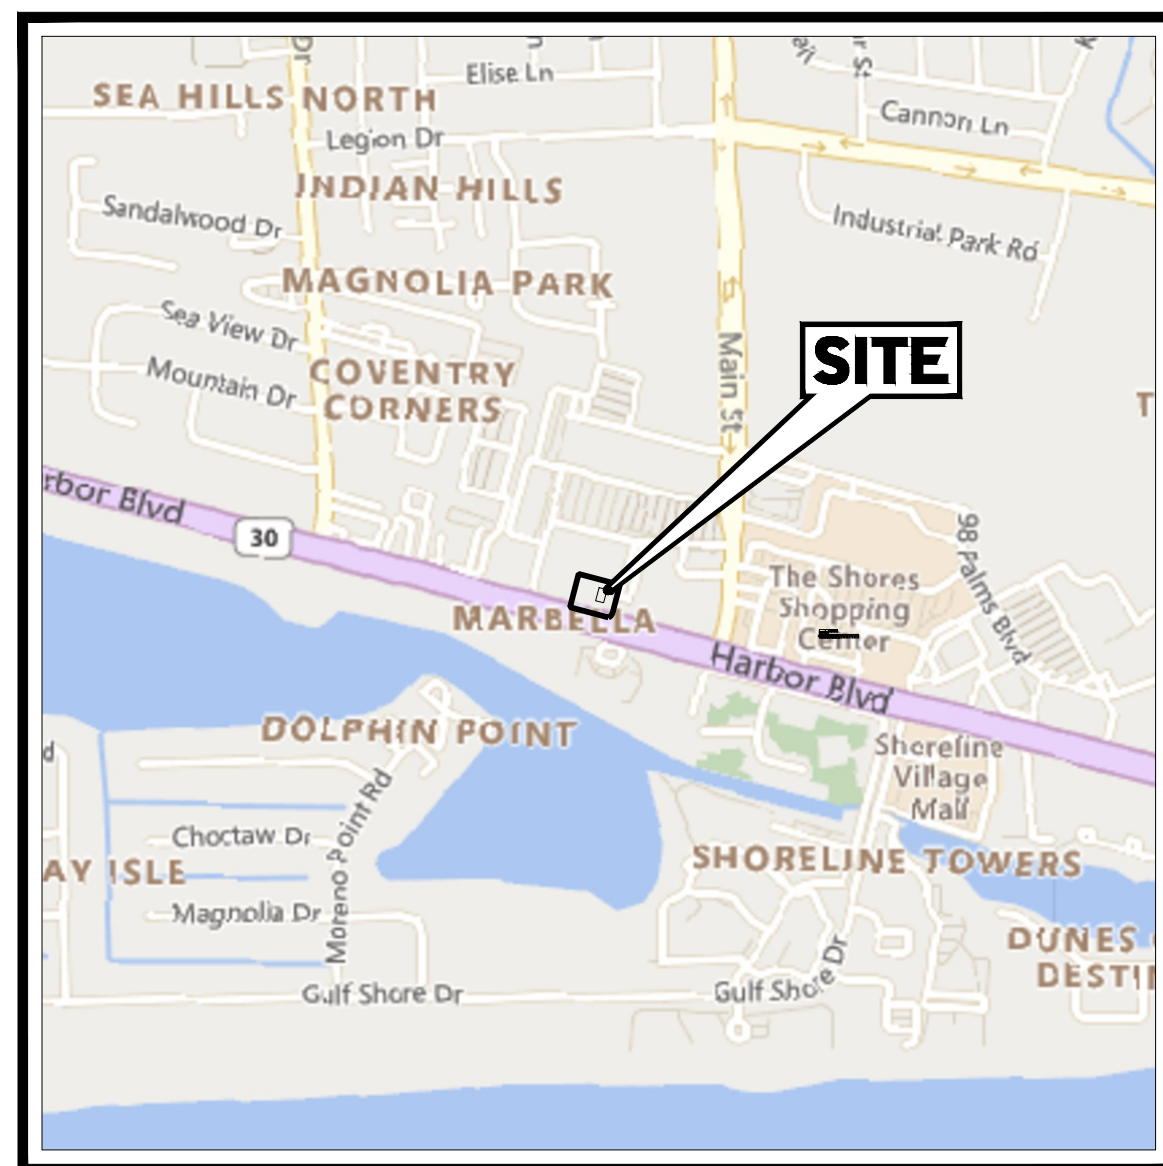 Dr
Elise Ln
SEA HILLS NORTH
Cannon Ln
Legion Dr
INDIAN HILLS
Sandalwood Dr
Industrial Park Rd
MAGNOLIA PARK
Sea View Dr
Main St
SITE
Mountain Dr
COVENTRY
CORNERS
T
rbor Blvd
30
98 Palms Blvd
The Shores
Shopping
Center
MARBELLA
Harbor Blvd
DOLPHIN POINT
d
Shoreline
Village
Mall
Moreno Point Rd
Choctaw Dr
SHORELINE TOWERS
AY ISLE
Magnolia Dr
DUNES
DESTI
Gulf Shore Dr
Gulf Shore Dr